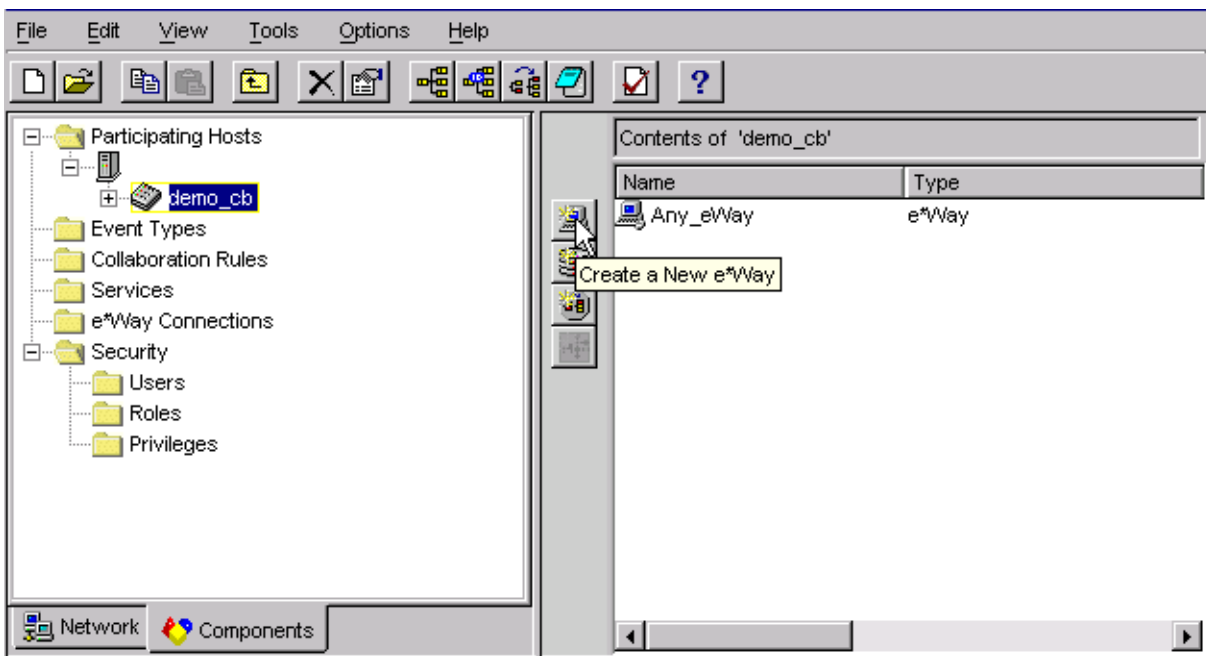 File Edit View Tools Options Help
?
Participating Hosts
demo_cb
Event Types
Collaboration Rules
Services
e*Way Connections
Security
Users
Roles
Privileges
Network
Components
Contents of 'demo_cb'
Name Type
Any_eWay e*Way
Create a New e*Way